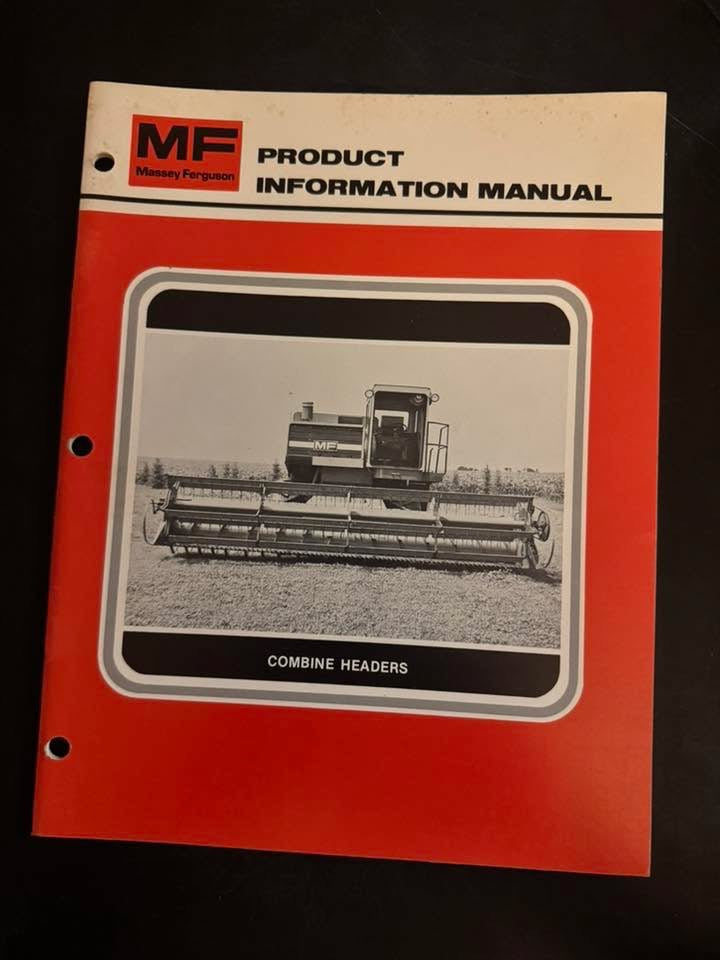 MF
Massey Ferguson
PRODUCT
INFORMATION MANUAL
MF
COMBINE HEADERS